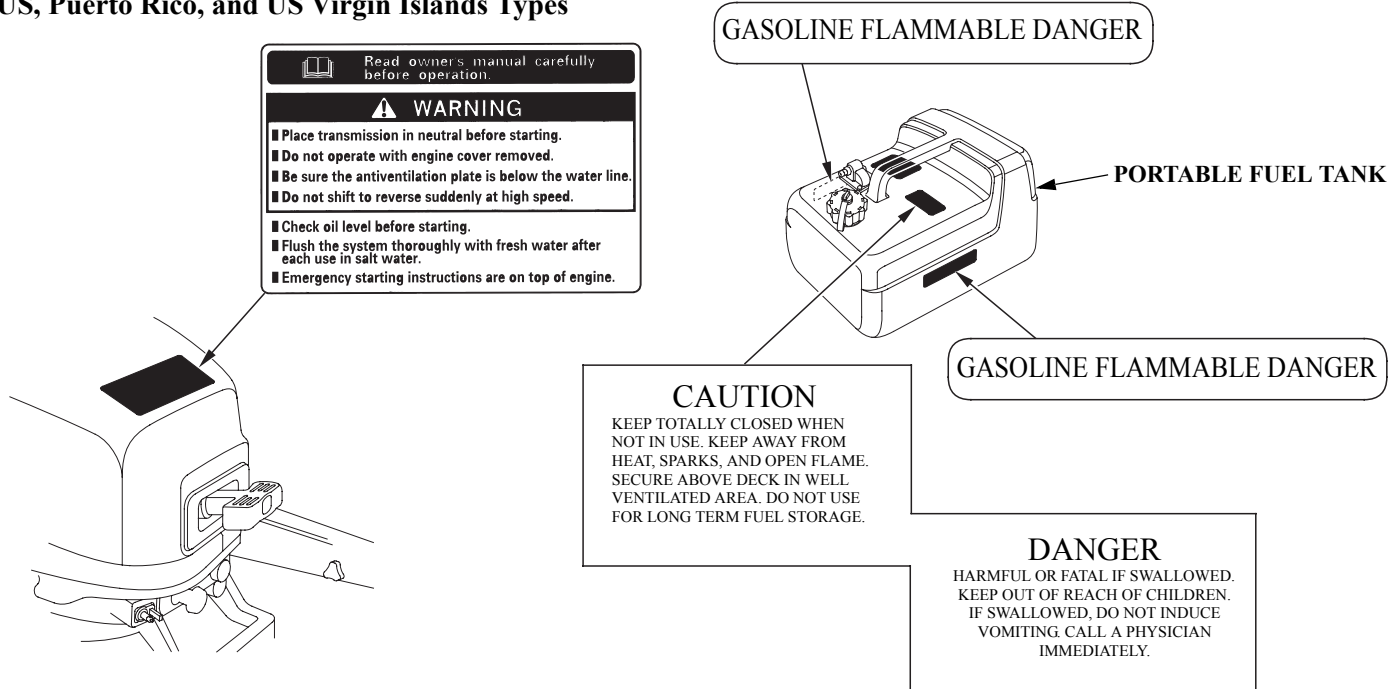 US, Puerto Rico, and US Virgin Islands Types
Read owner's manual carefully
before operation.
WARNING
Place transmission in neutral before starting.
Do not operate with engine cover removed.
Be sure the antiventilation plate is below the water line.
Do not shift to reverse suddenly at high speed.
Check oil level before starting.
Flush the system thoroughly with fresh water after
each use in salt water.
Emergency starting instructions are on top of engine.
GASOLINE FLAMMABLE DANGER
PORTABLE FUEL TANK
GASOLINE FLAMMABLE DANGER
CAUTION
KEEP TOTALLY CLOSED WHEN
NOT IN USE. KEEP AWAY FROM
HEAT, SPARKS, AND OPEN FLAME.
SECURE ABOVE DECK IN WELL
VENTILATED AREA. DO NOT USE
FOR LONG TERM FUEL STORAGE.
DANGER
HARMFUL OR FATAL IF SWALLOWED.
KEEP OUT OF REACH OF CHILDREN.
IF SWALLOWED, DO NOT INDUCE
VOMITING. CALL A PHYSICIAN
IMMEDIATELY.